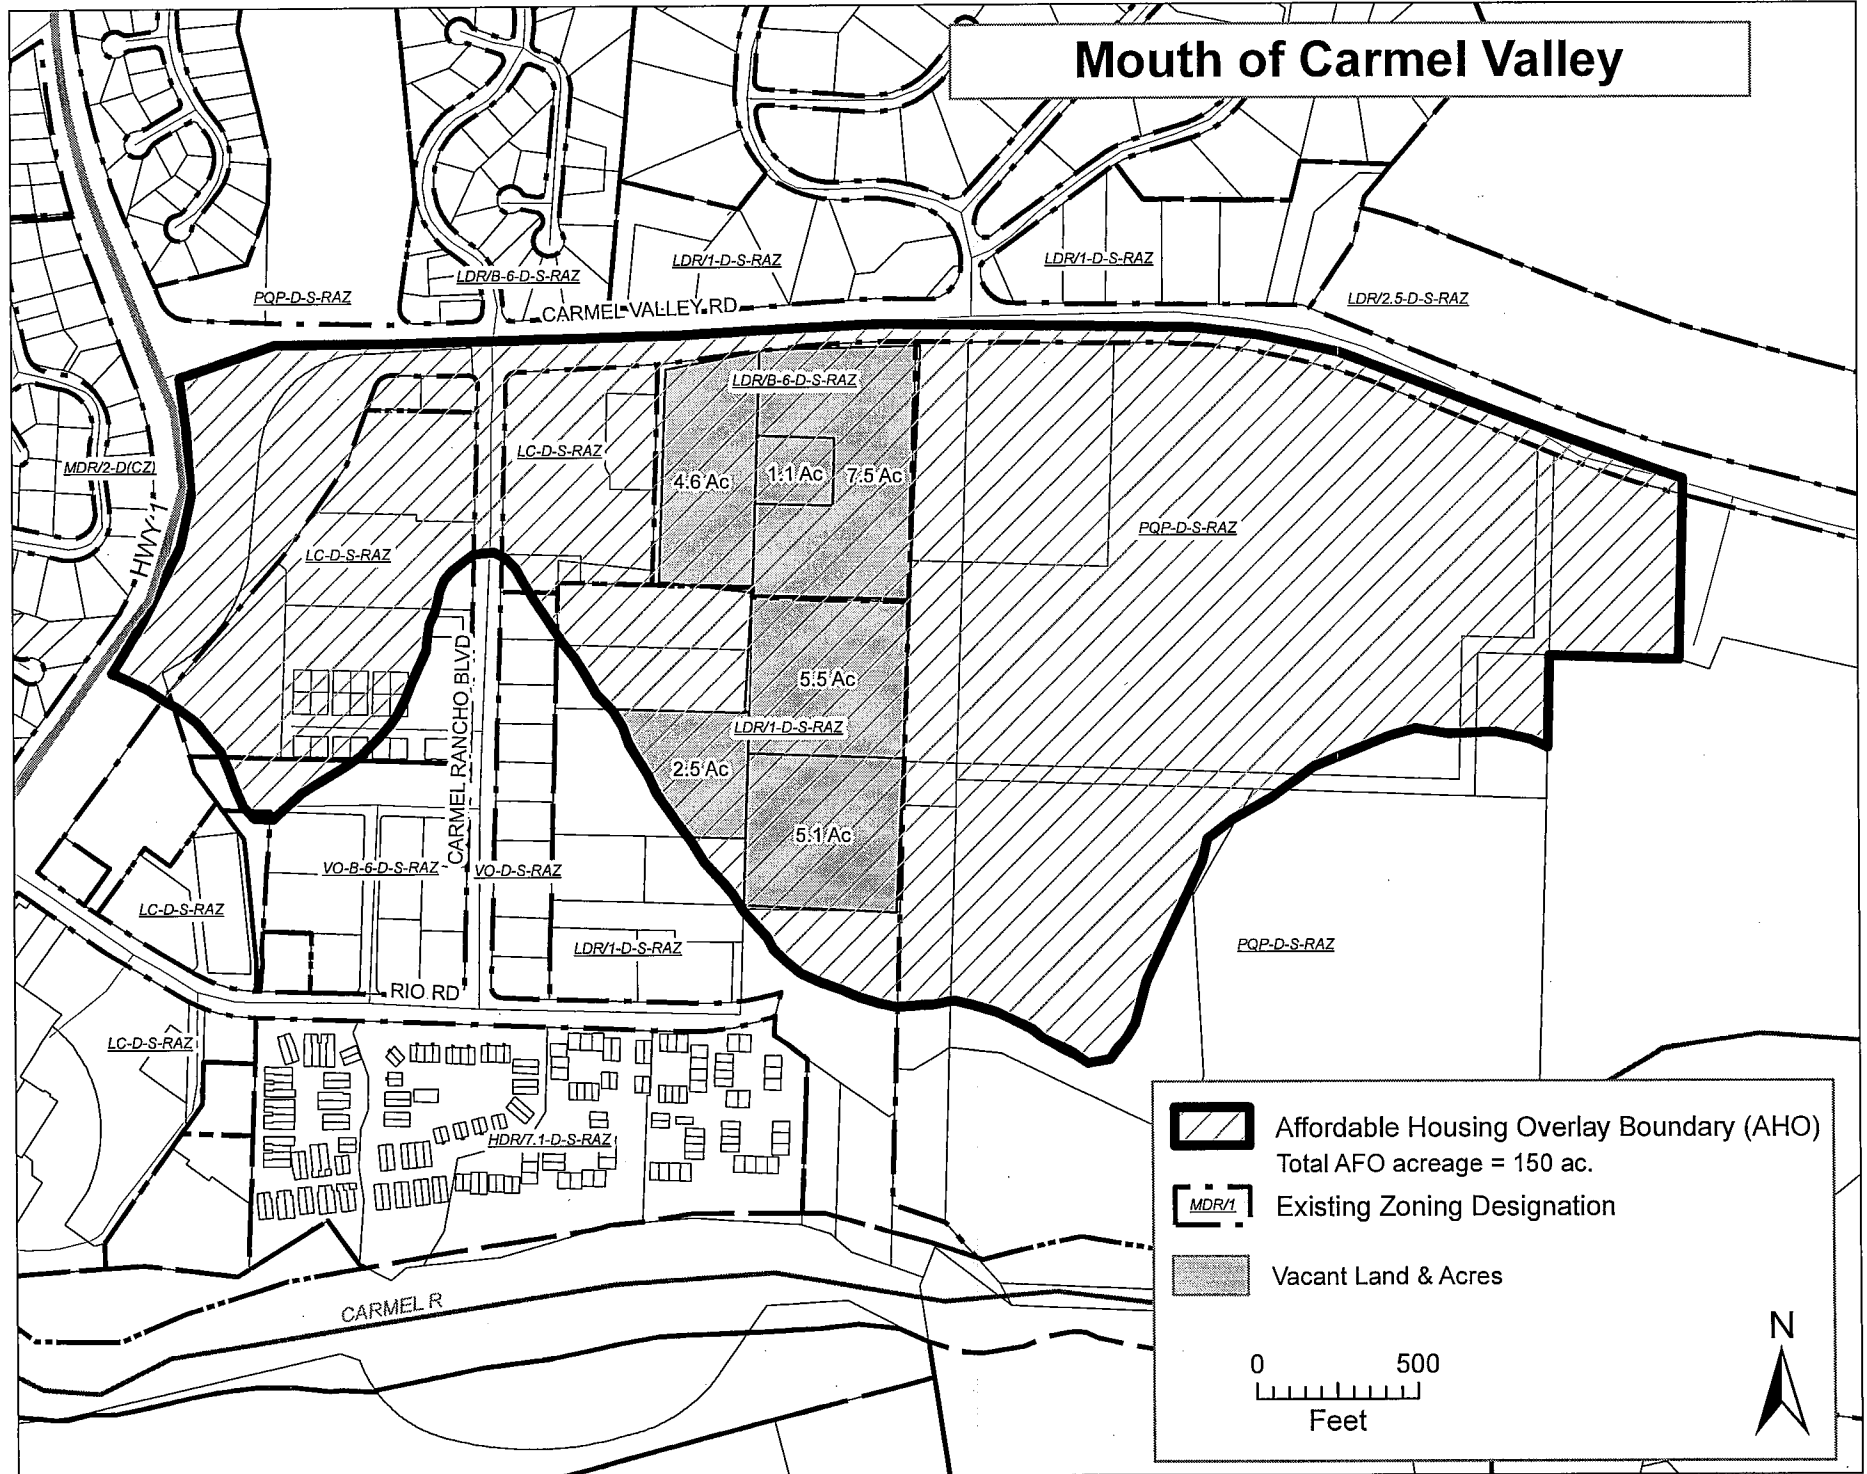 Mouth of Carmel Valley
LDR/B-6-D-S-RAZ
LDR/1-D-S-RAZ
LDR/1-D-S-RAZ
PQP-D-S-RAZ
LDR/2.5-D-S-RAZ
CARMEL VALLEY RD
LDR/B-6-D-S-RAZ
LC-D-S-RAZ
MDR/2-D(CZ)
4.6 Ac
1.1 Ac
7.5 Ac
HWY 1
PQP-D-S-RAZ
LC-D-S-RAZ
CARMEL RANCHO BLVD
5.5 Ac
LDR/1-D-S-RAZ
2.5 Ac
5.1 Ac
VO-B-6-D-S-RAZ
VO-D-S-RAZ
LC-D-S-RAZ
LDR/1-D-S-RAZ
PQP-D-S-RAZ
RIO RD
LC-D-S-RAZ
HDR/7.1-D-S-RAZ
CARMEL R
Affordable Housing Overlay Boundary (AHO)
Total AFO acreage = 150 ac.
MDR/1
Existing Zoning Designation
Vacant Land & Acres
0 500
Feet
N